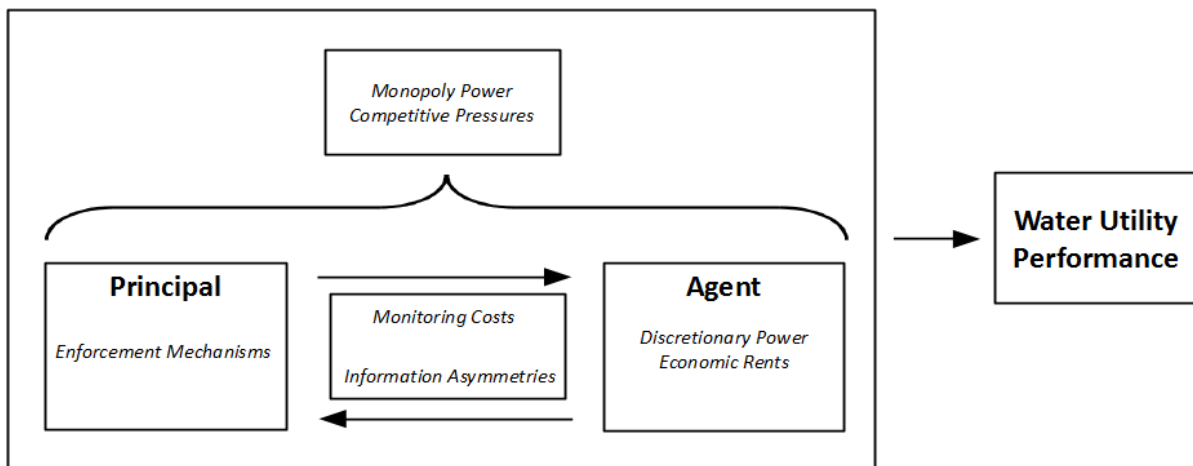 Monopoly Power
Competitive Pressures
Principal
Enforcement Mechanisms
Monitoring Costs
Information Asymmetries
Agent
Discretionary Power
Economic Rents
Water Utility
Performance